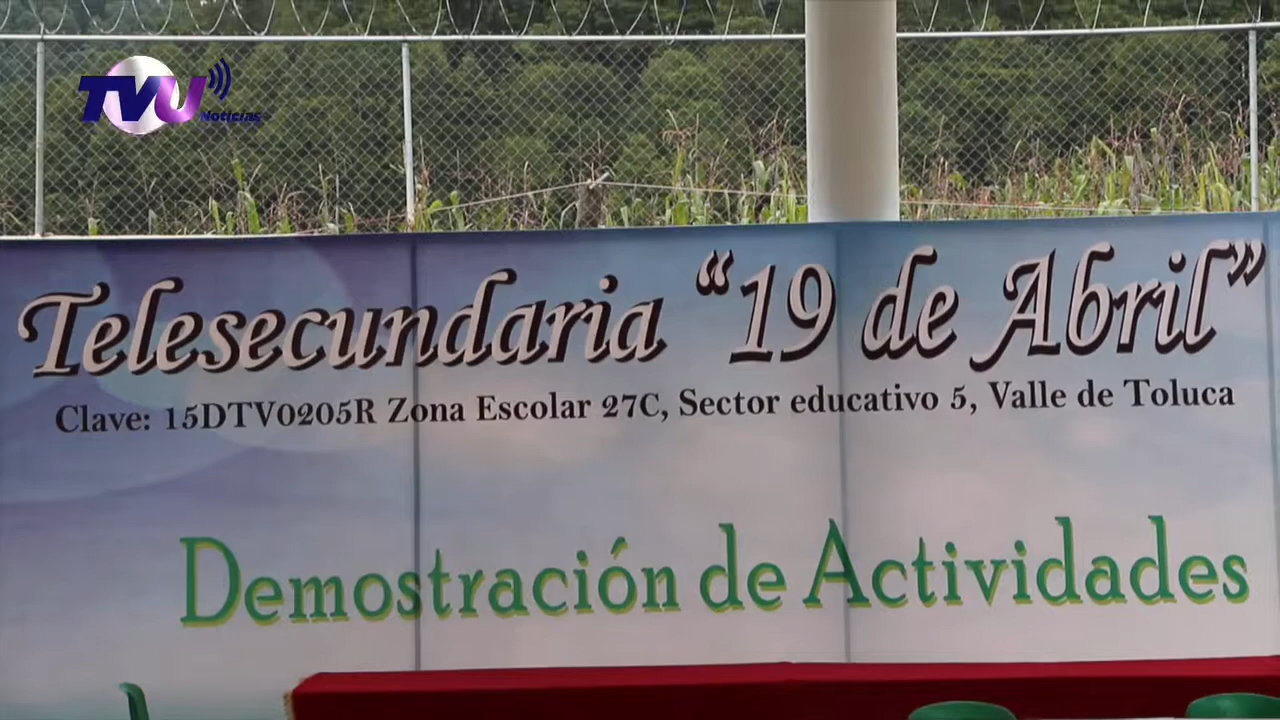 TVU
Noticias
Telesecundaria “19 de Abril”
Clave: 15DTV0205R Zona Escolar 27C, Sector educativo 5, Valle de Toluca
Demostración de Actividades